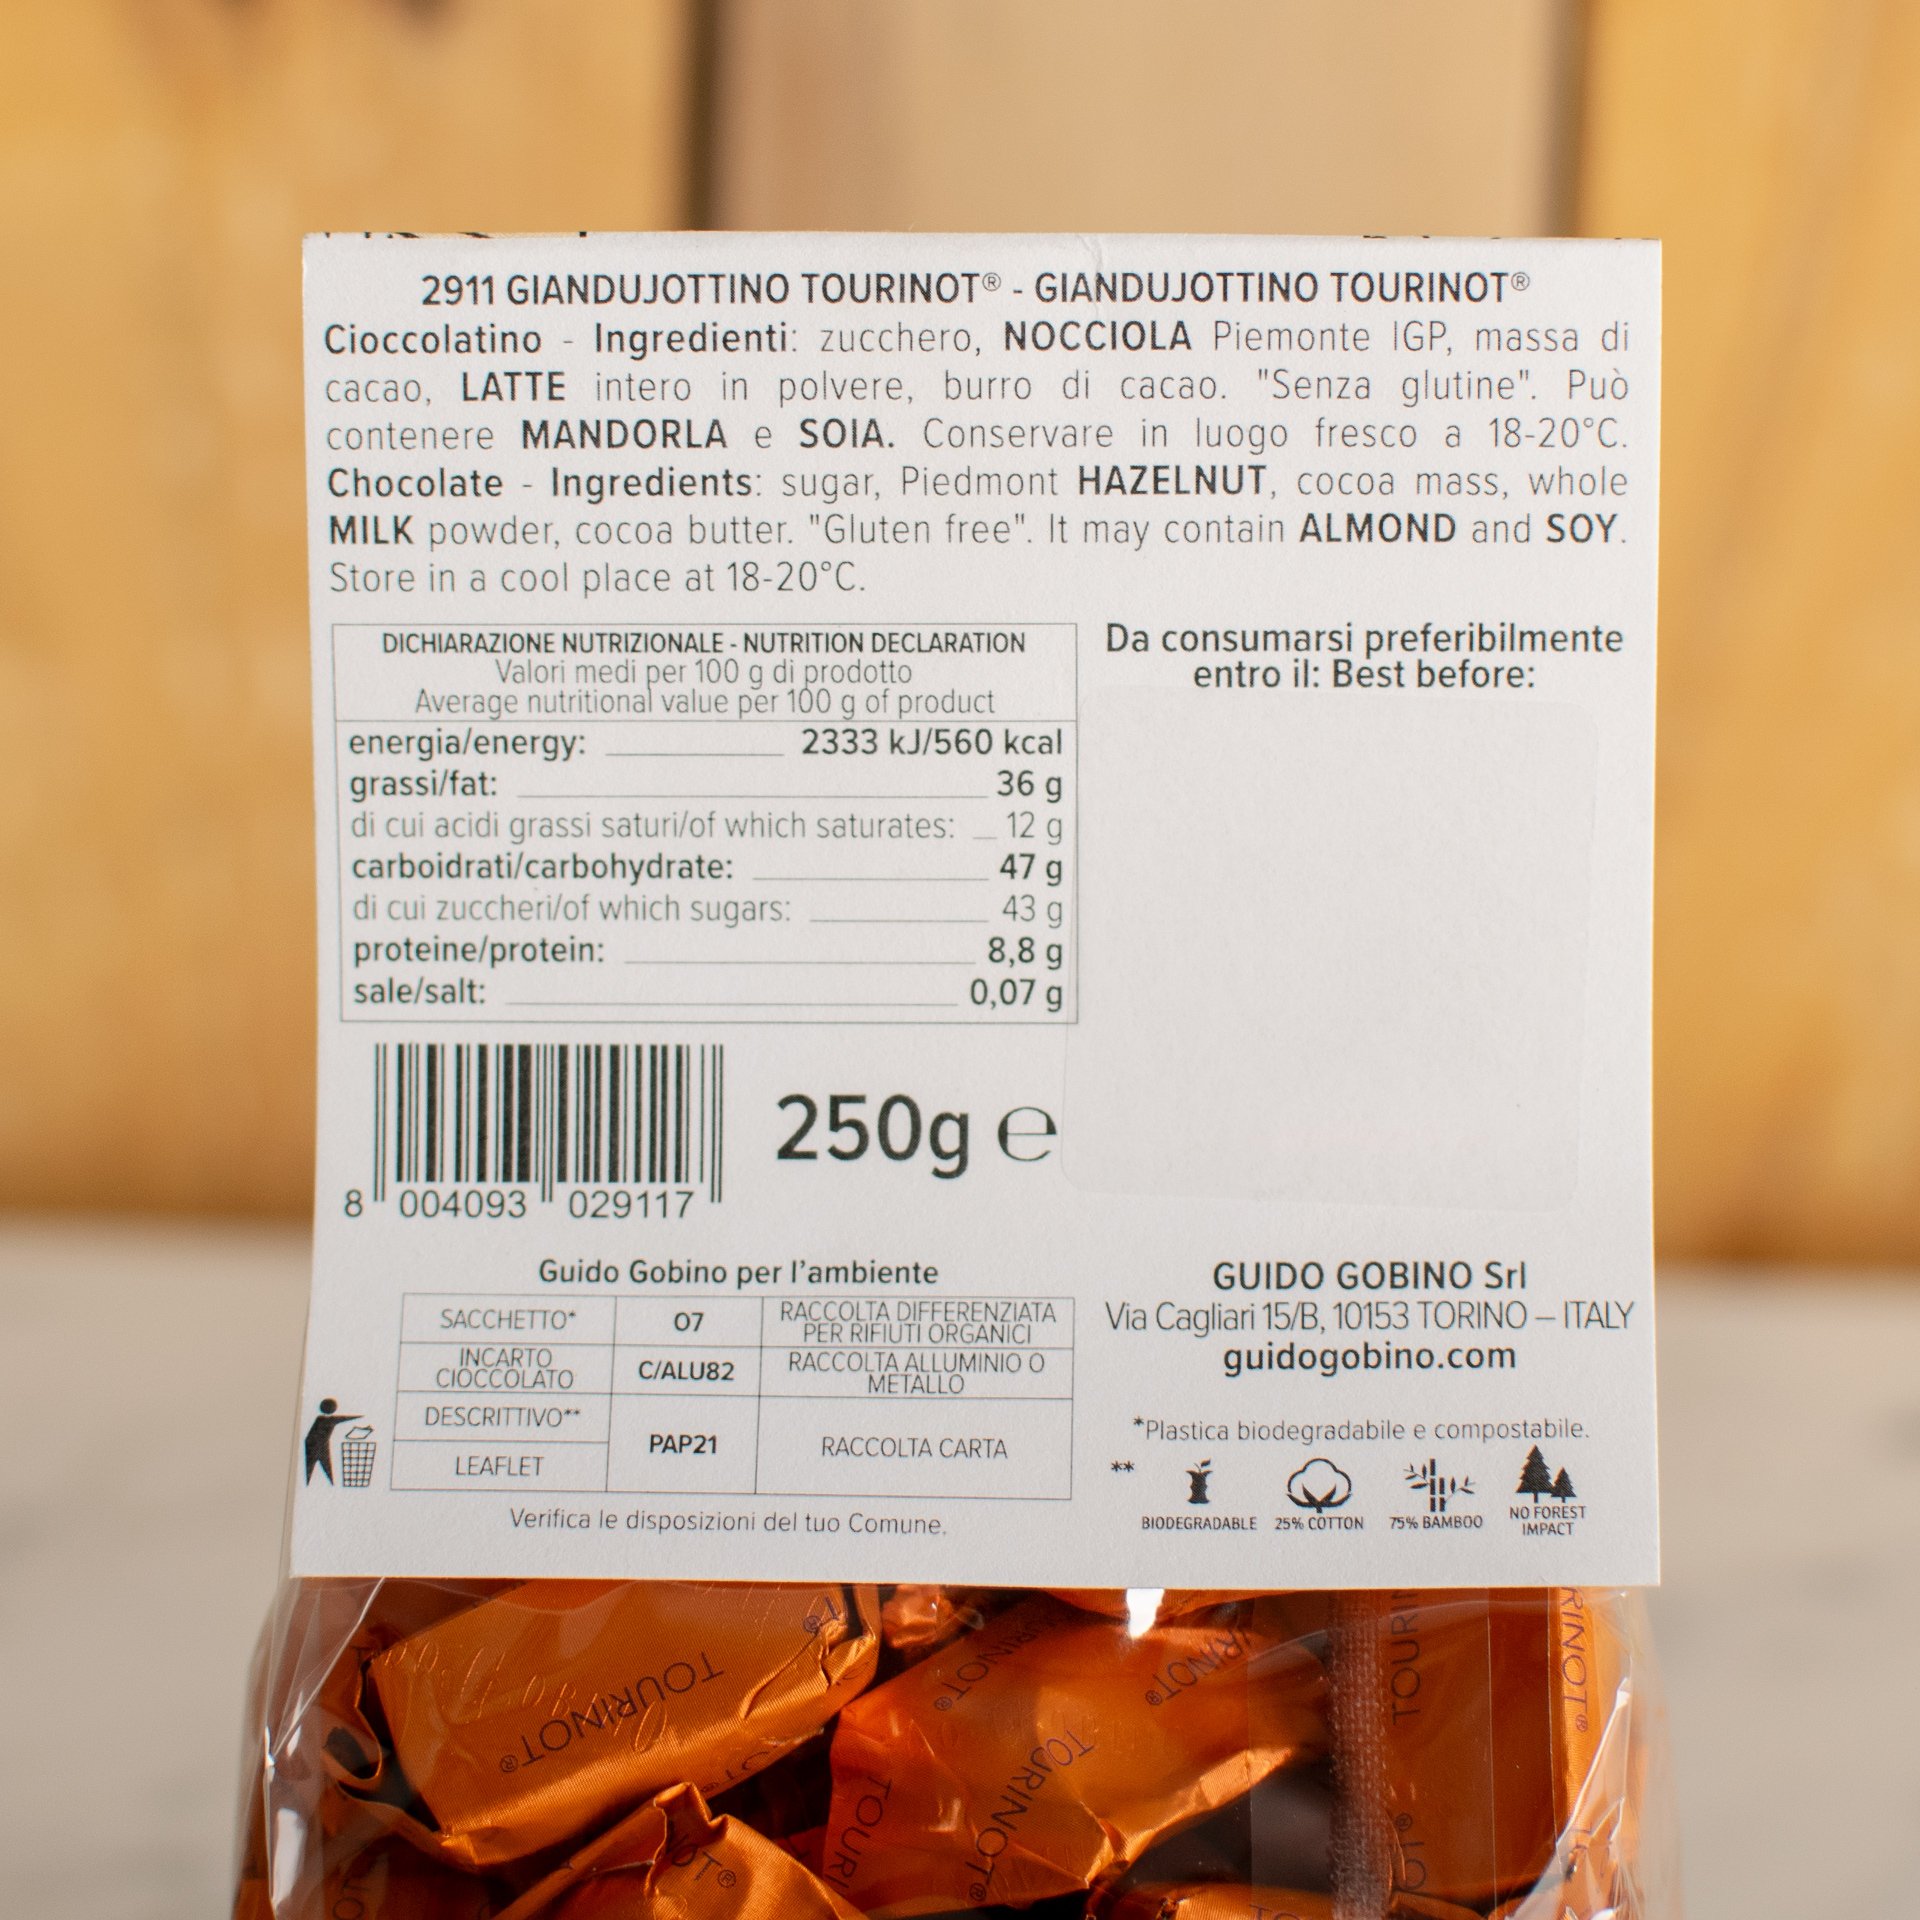 2911 GIANDUJOTTINO TOURINOT® - GIANDUJOTTINO TOURINOT®
Cioccolatino - Ingredienti: zucchero, NOCCIOLA Piemonte IGP, massa di
cacao, LATTE intero in polvere, burro di cacao. "Senza glutine". Può
contenere MANDORLA e SOIA. Conservare in luogo fresco a 18-20°C.
Chocolate - Ingredients: sugar, Piedmont HAZELNUT, cocoa mass, whole
MILK powder, cocoa butter. "Gluten free". It may contain ALMOND and SOY.
Store in a cool place at 18-20°C.
DICHIARAZIONE NUTRIZIONALE - NUTRITION DECLARATION
Valori medi per 100 g di prodotto
Average nutritional value per 100 g of product
energia/energy: 2333 kJ/560 kcal
grassi/fat: 36 g
di cui acidi grassi saturi/of which saturates: 12 g
carboidrati/carbohydrate: 47 g
di cui zuccheri/of which sugars: 43 g
proteine/protein: 8,8 g
sale/salt: 0,07 g
Da consumarsi preferibilmente
entro il: Best before:
8 004093 029117
250g e
Guido Gobino per l'ambiente
SACCHETTO* 07 RACCOLTA DIFFERENZIATA
PER RIFIUTI ORGANICI
INCARTO
CIOCCOLATO C/ALU82 RACCOLTA ALLUMINIO O
METALLO
DESCRITTIVO**
LEAFLET PAP21 RACCOLTA CARTA
Verifica le disposizioni del tuo Comune.
GUIDO GOBINO Srl
Via Cagliari 15/B, 10153 TORINO – ITALY
guidogobino.com
*Plastica biodegradabile e compostabile.
**
BIODEGRADABLE 25% COTTON 75% BAMBOO NO FOREST
IMPACT
TOURINOT®
TOURINOT®